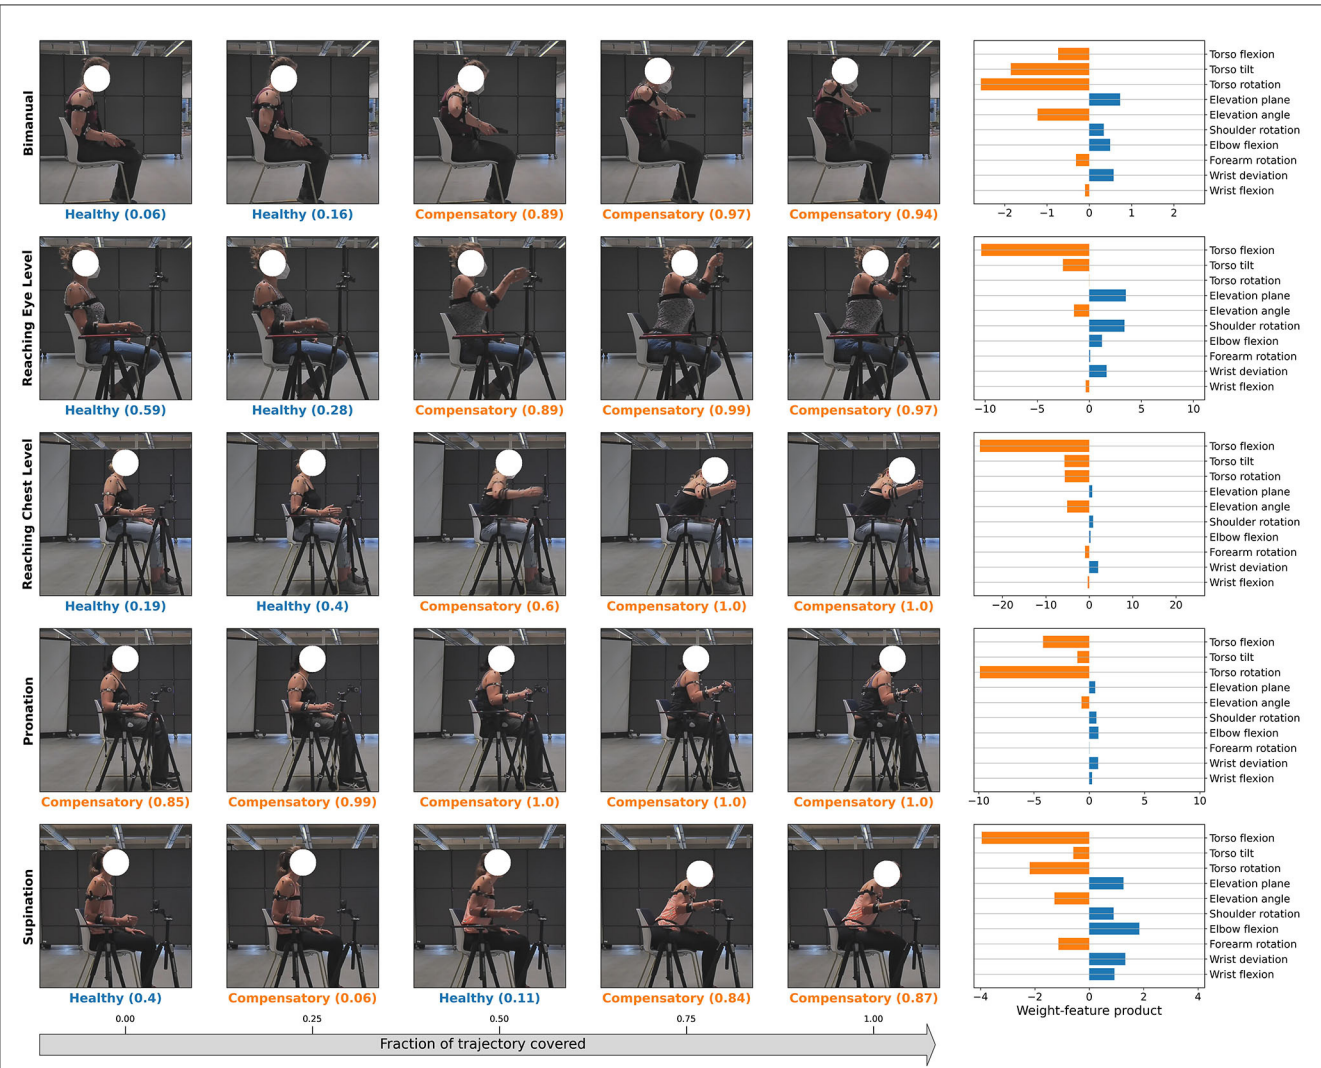 Bimanual
Healthy (0.06)
Healthy (0.16)
Compensatory (0.89)
Compensatory (0.97)
Compensatory (0.94)
Torso flexion
Torso tilt
Torso rotation
Elevation plane
Elevation angle
Shoulder rotation
Elbow flexion
Forearm rotation
Wrist deviation
Wrist flexion
−2 −1 0 1 2
Reaching Eye Level
Healthy (0.59)
Healthy (0.28)
Compensatory (0.89)
Compensatory (0.99)
Compensatory (0.97)
Torso flexion
Torso tilt
Torso rotation
Elevation plane
Elevation angle
Shoulder rotation
Elbow flexion
Forearm rotation
Wrist deviation
Wrist flexion
−10 −5 0 5 10
Reaching Chest Level
Healthy (0.19)
Healthy (0.4)
Compensatory (0.6)
Compensatory (1.0)
Compensatory (1.0)
Torso flexion
Torso tilt
Torso rotation
Elevation plane
Elevation angle
Shoulder rotation
Elbow flexion
Forearm rotation
Wrist deviation
Wrist flexion
−20 −10 0 10 20
Pronation
Compensatory (0.85)
Compensatory (0.99)
Compensatory (1.0)
Compensatory (1.0)
Compensatory (1.0)
Torso flexion
Torso tilt
Torso rotation
Elevation plane
Elevation angle
Shoulder rotation
Elbow flexion
Forearm rotation
Wrist deviation
Wrist flexion
−10 −5 0 5 10
Supination
Healthy (0.4)
Compensatory (0.06)
Healthy (0.11)
Compensatory (0.84)
Compensatory (0.87)
Torso flexion
Torso tilt
Torso rotation
Elevation plane
Elevation angle
Shoulder rotation
Elbow flexion
Forearm rotation
Wrist deviation
Wrist flexion
−4 −2 0 2 4
Weight-feature product
0.00 0.25 0.50 0.75 1.00
Fraction of trajectory covered